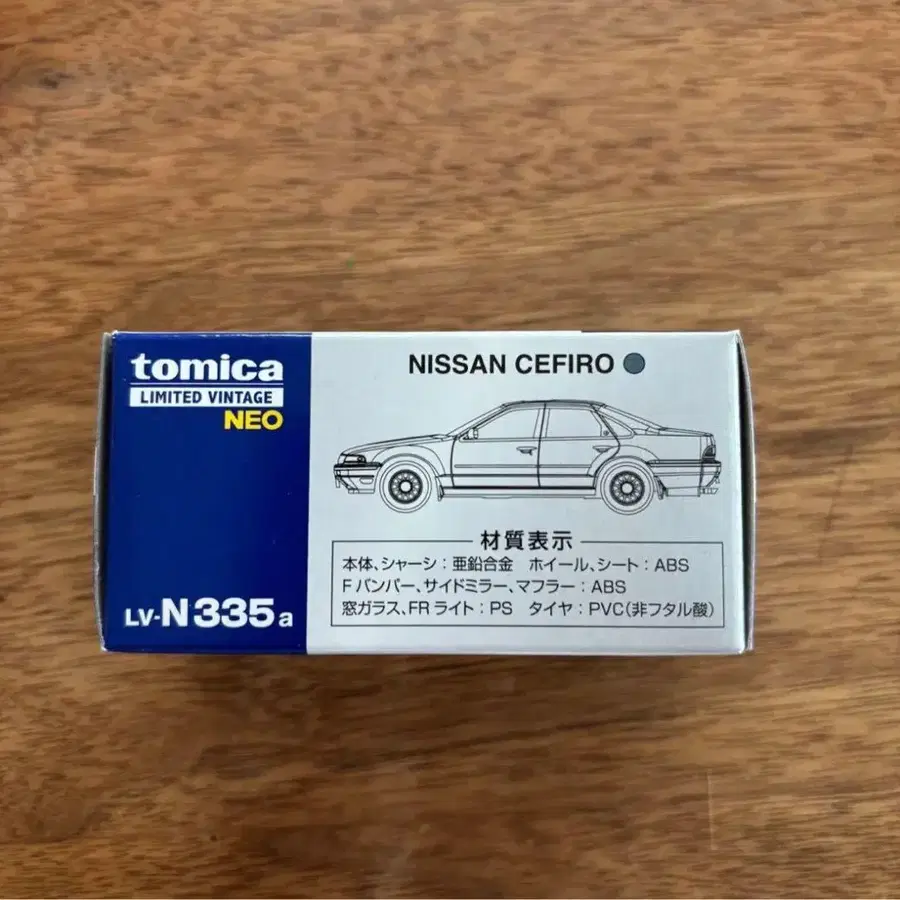 tomica
LIMITED VINTAGE
NEO
LV-N335a
NISSAN CEFIRO
材質表示
本体、シャーシ:亜鉛合金 ホイール、シート:ABS
Fバンパー、サイドミラー、マフラー:ABS
窓ガラス、FRライト:PS タイヤ:PVC(非フタル酸)